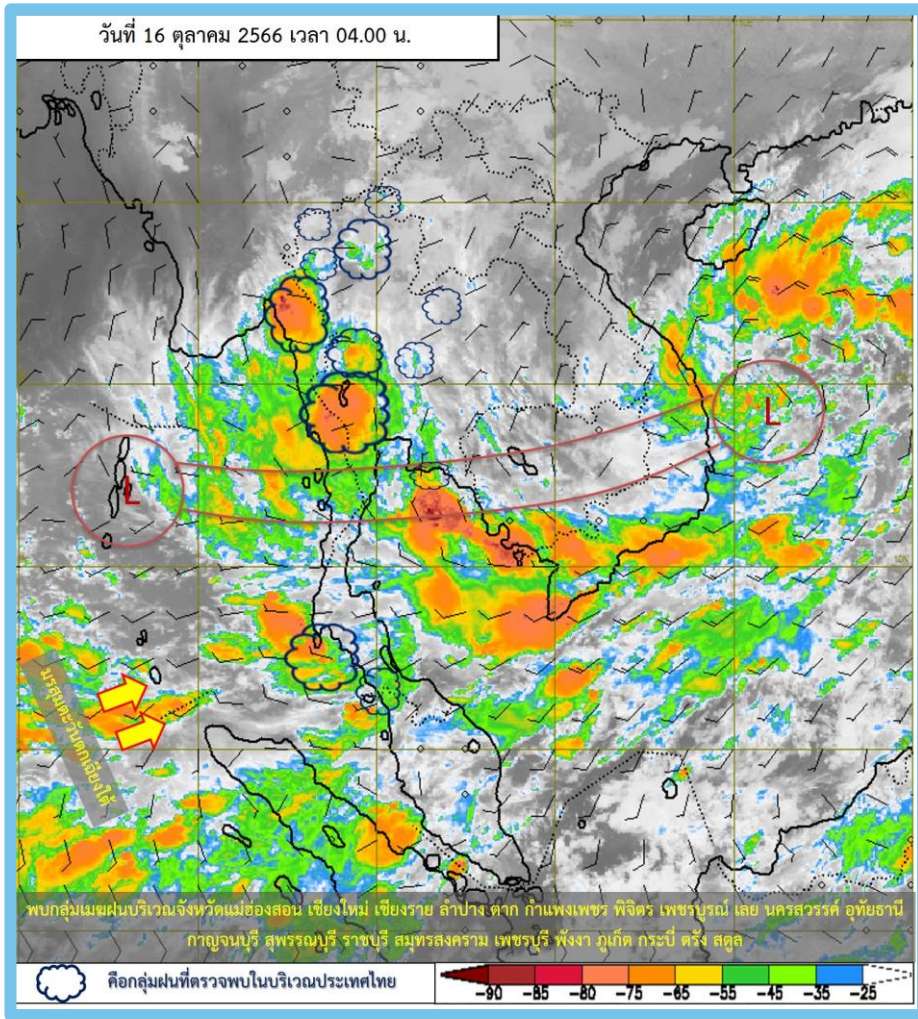 วันที่ 16 ตุลาคม 2566 เวลา 04.00 น.
L
L
มรสุมตะวันตกเฉียงใต้
พบกลุ่มเมฆฝนบริเวณจังหวัดแม่ฮ่องสอน เชียงใหม่ เชียงราย ลำปาง ตาก กำแพงเพชร พิจิตร เพชรบูรณ์ เลย นครสวรรค์ อุทัยธานี
กาญจนบุรี สุพรรณบุรี ราชบุรี สมุทรสงคราม เพชรบุรี พังงา ภูเก็ต กระบี่ ตรัง สตูล
คือกลุ่มฝนที่ตรวจพบในบริเวณประเทศไทย
-90 -85 -80 -75 -65 -55 -45 -35 -25